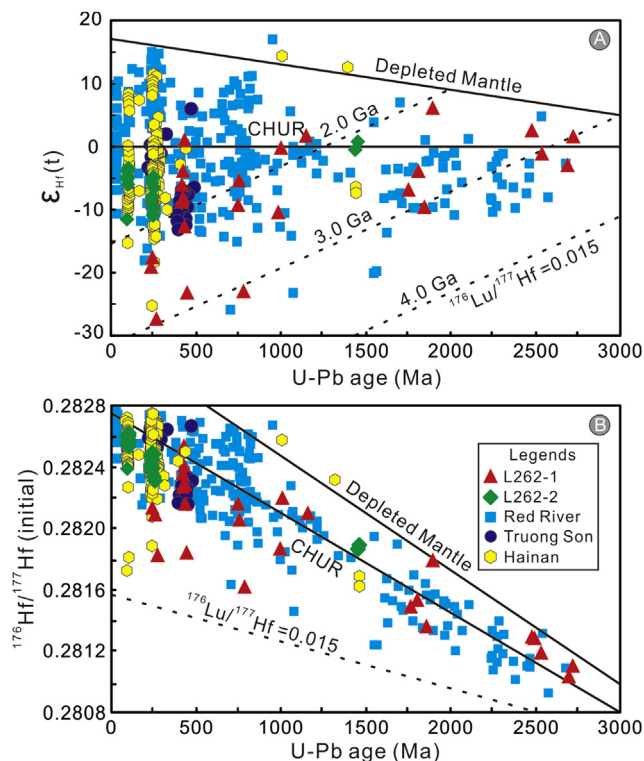 A
20
10
0
-10
-20
-30
εHf(t)
Depleted Mantle
CHUR
2.0 Ga
3.0 Ga
4.0 Ga
176Lu/177Hf=0.015
0 500 1000 1500 2000 2500 3000
U-Pb age (Ma)
B
0.2828
0.2824
0.2820
0.2816
0.2812
0.2808
176Hf/177Hf (initial)
Depleted Mantle
CHUR
176Lu/177Hf=0.015
Legends
L262-1
L262-2
Red River
Truong Son
Hainan
0 500 1000 1500 2000 2500 3000
U-Pb age (Ma)